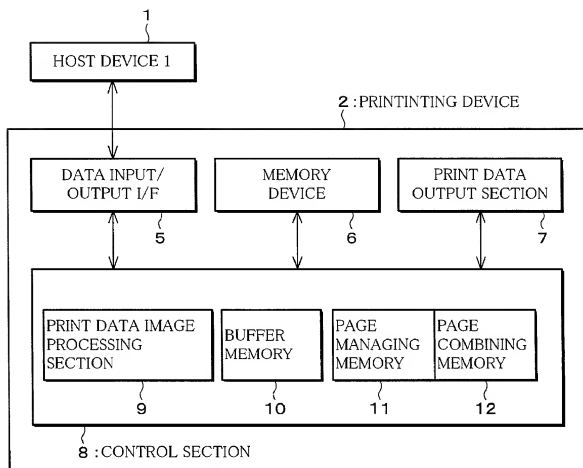 1
HOST DEVICE 1
2 : PRINTINTING DEVICE
DATA INPUT/
OUTPUT I/F
MEMORY
DEVICE
PRINT DATA
OUTPUT SECTION
5
6
7
PRINT DATA IMAGE
PROCESSING
SECTION
BUFFER
MEMORY
PAGE
MANAGING
MEMORY
PAGE
COMBINING
MEMORY
9
10
11
12
8 : CONTROL SECTION